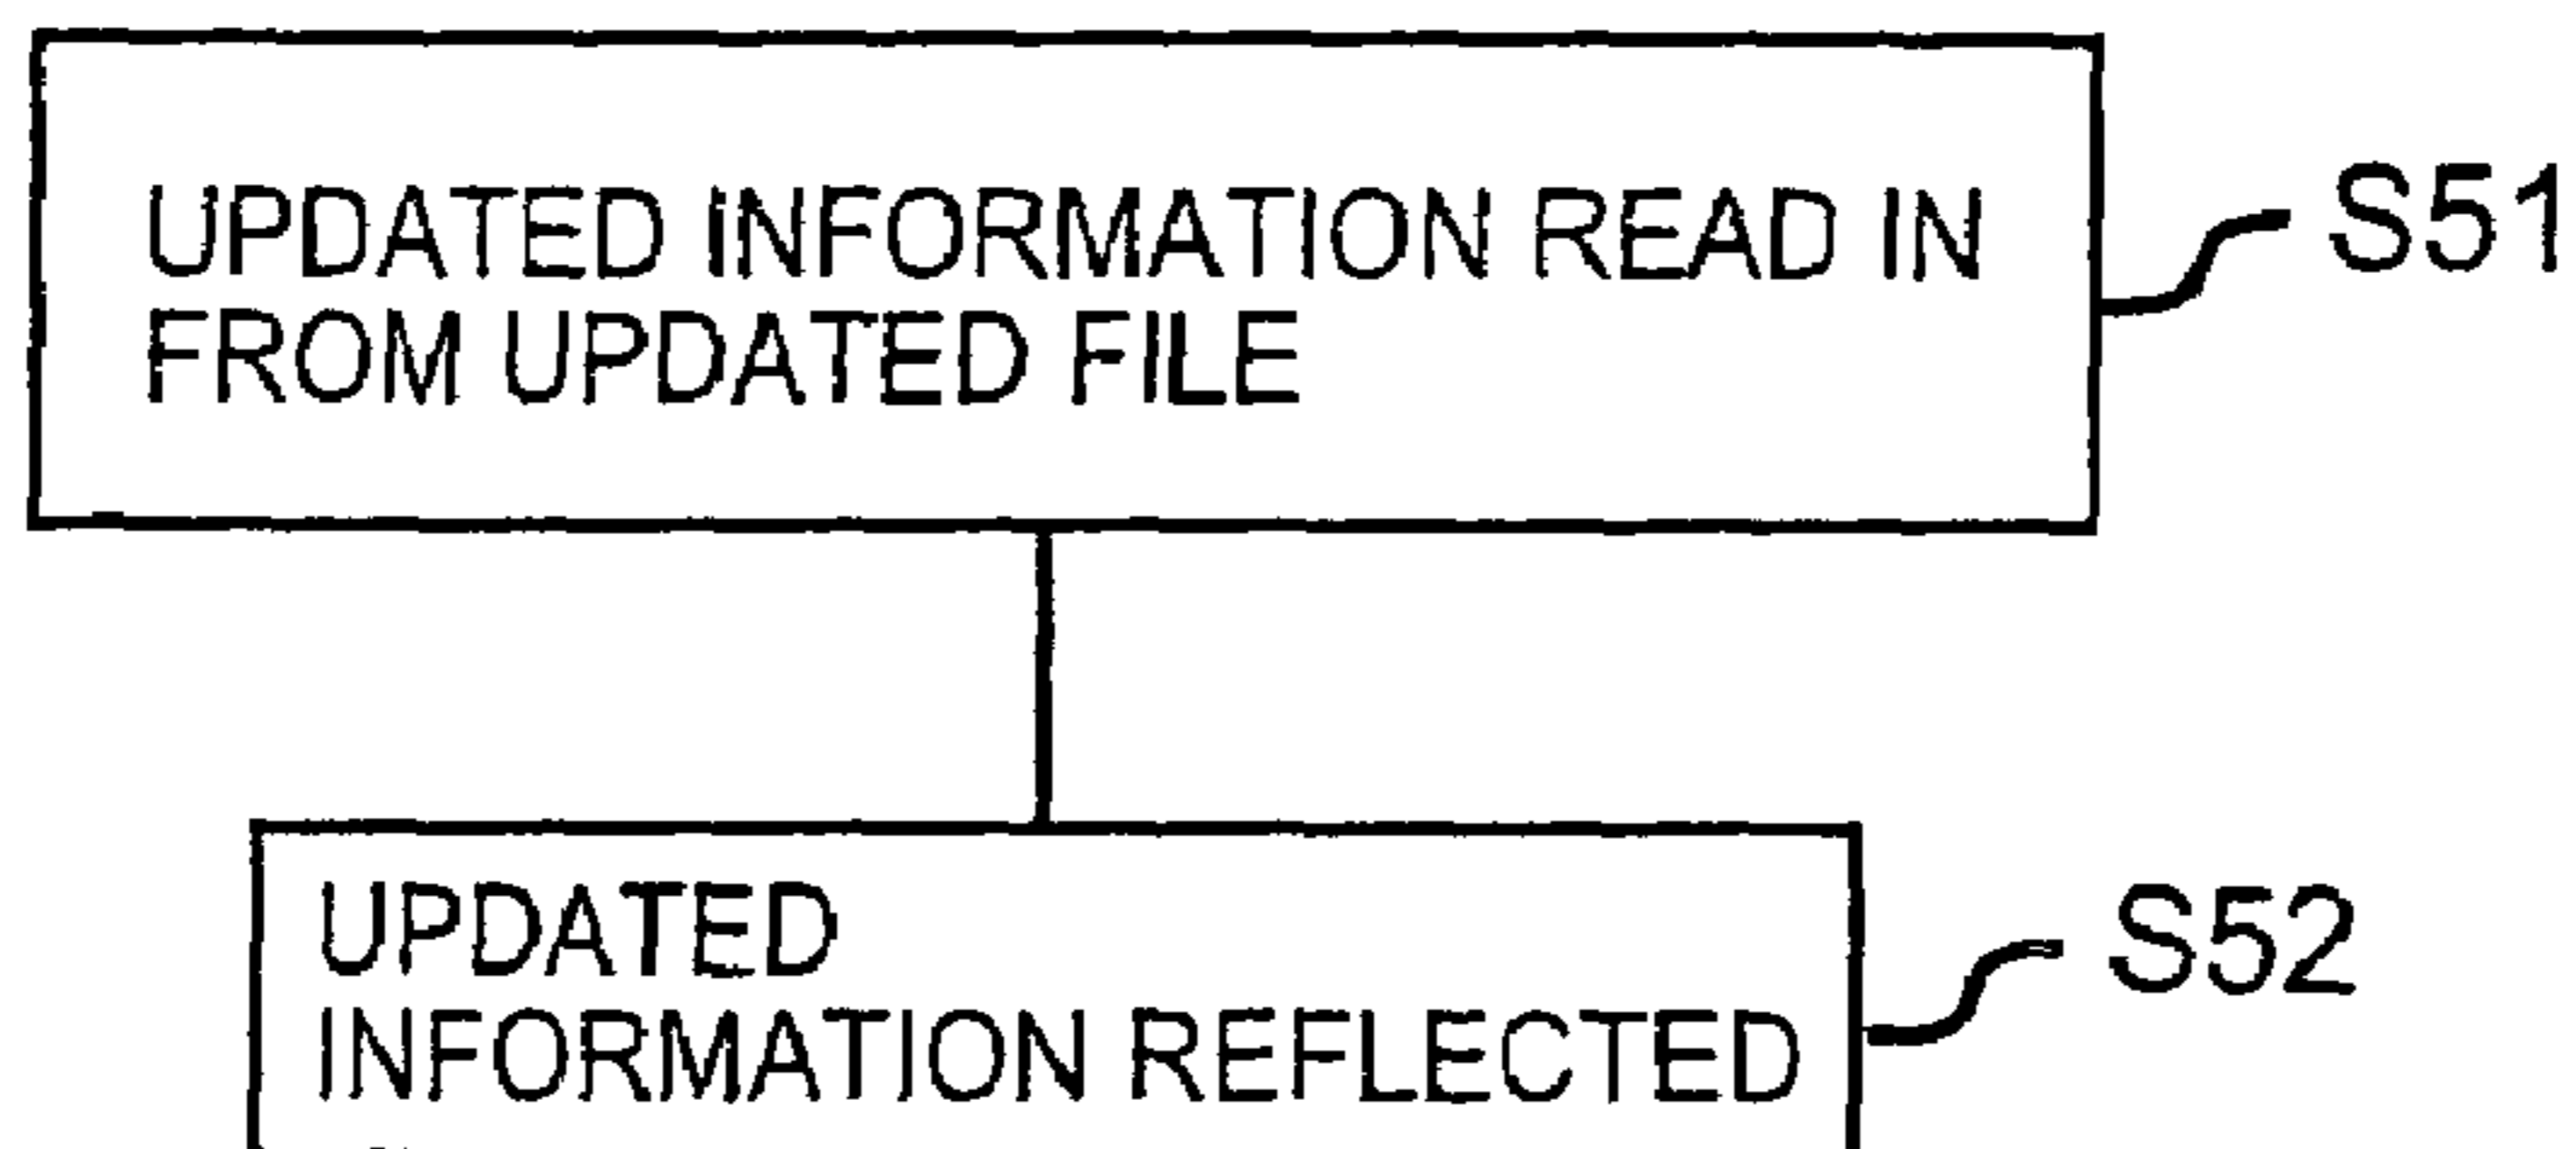 UPDATED INFORMATION READ IN
FROM UPDATED FILE
S51
UPDATED
INFORMATION REFLECTED
S52